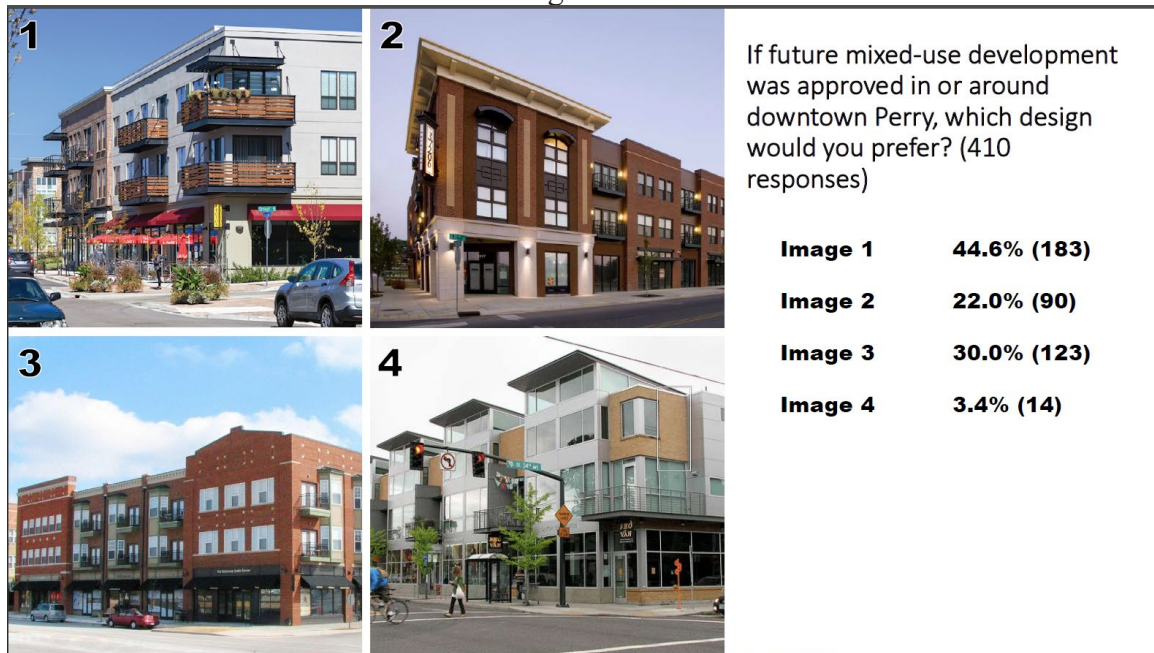 1
2
If future mixed-use development
was approved in or around
downtown Perry, which design
would you prefer? (410
responses)
Image 1 44.6% (183)
Image 2 22.0% (90)
Image 3 30.0% (123)
Image 4 3.4% (14)
3
4
PHO
VAN